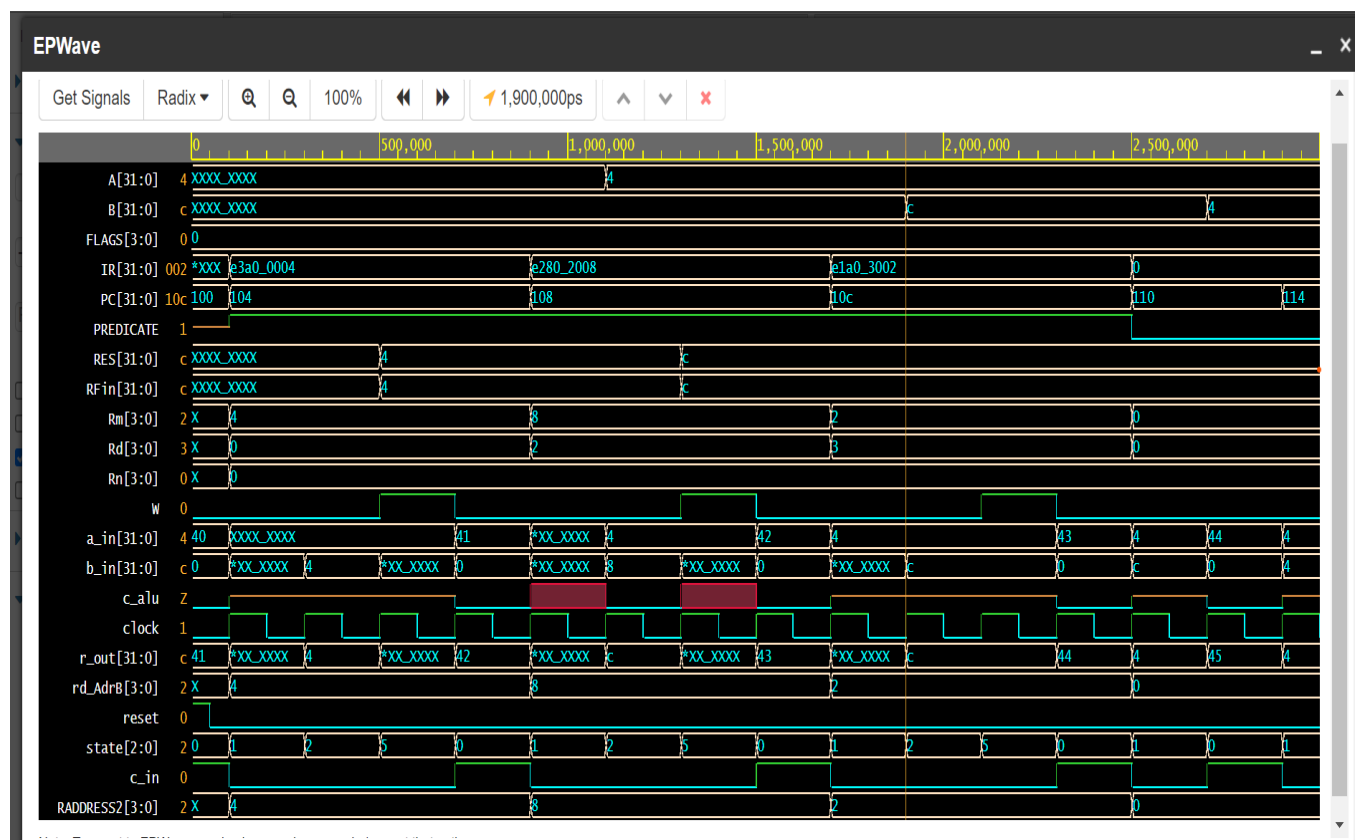 EPWave
Get Signals Radix 100% 1,900,000ps
0 500,000 1,000,000 1,500,000 2,000,000 2,500,000
A[31:0] 4 XXXX_XXXX 4
B[31:0] c XXXX_XXXX c 4
FLAGS[3:0] 0 0
IR[31:0] 002 *XXX e3a0_0004 e280_2008 e1a0_3002 0
PC[31:0] 10c 100 104 108 10c 110 114
PREDICATE 1
RES[31:0] c XXXX_XXXX 4 c
RFin[31:0] c XXXX_XXXX 4 c
Rm[3:0] 2 X 4 8 2 0
Rd[3:0] 3 X 0 2 3 0
Rn[3:0] 0 X 0
W 0
a_in[31:0] 4 40 XXXX_XXXX 41 *XX_XXXX 4 42 4 43 4 44 4
b_in[31:0] c 0 *XX_XXXX 4 *XX_XXXX 0 *XX_XXXX 8 *XX_XXXX 0 *XX_XXXX c 0 c 0 4
c_alu Z
clock 1
r_out[31:0] c 41 *XX_XXXX 4 *XX_XXXX 42 *XX_XXXX c *XX_XXXX 43 *XX_XXXX c 44 4 45 4
rd_AdrB[3:0] 2 X 4 8 2 0
reset 0
state[2:0] 2 0 1 2 5 0 1 2 5 0 1 2 5 0 1 0 1
c_in 0
RADDRESS2[3:0] 2 X 4 8 2 0